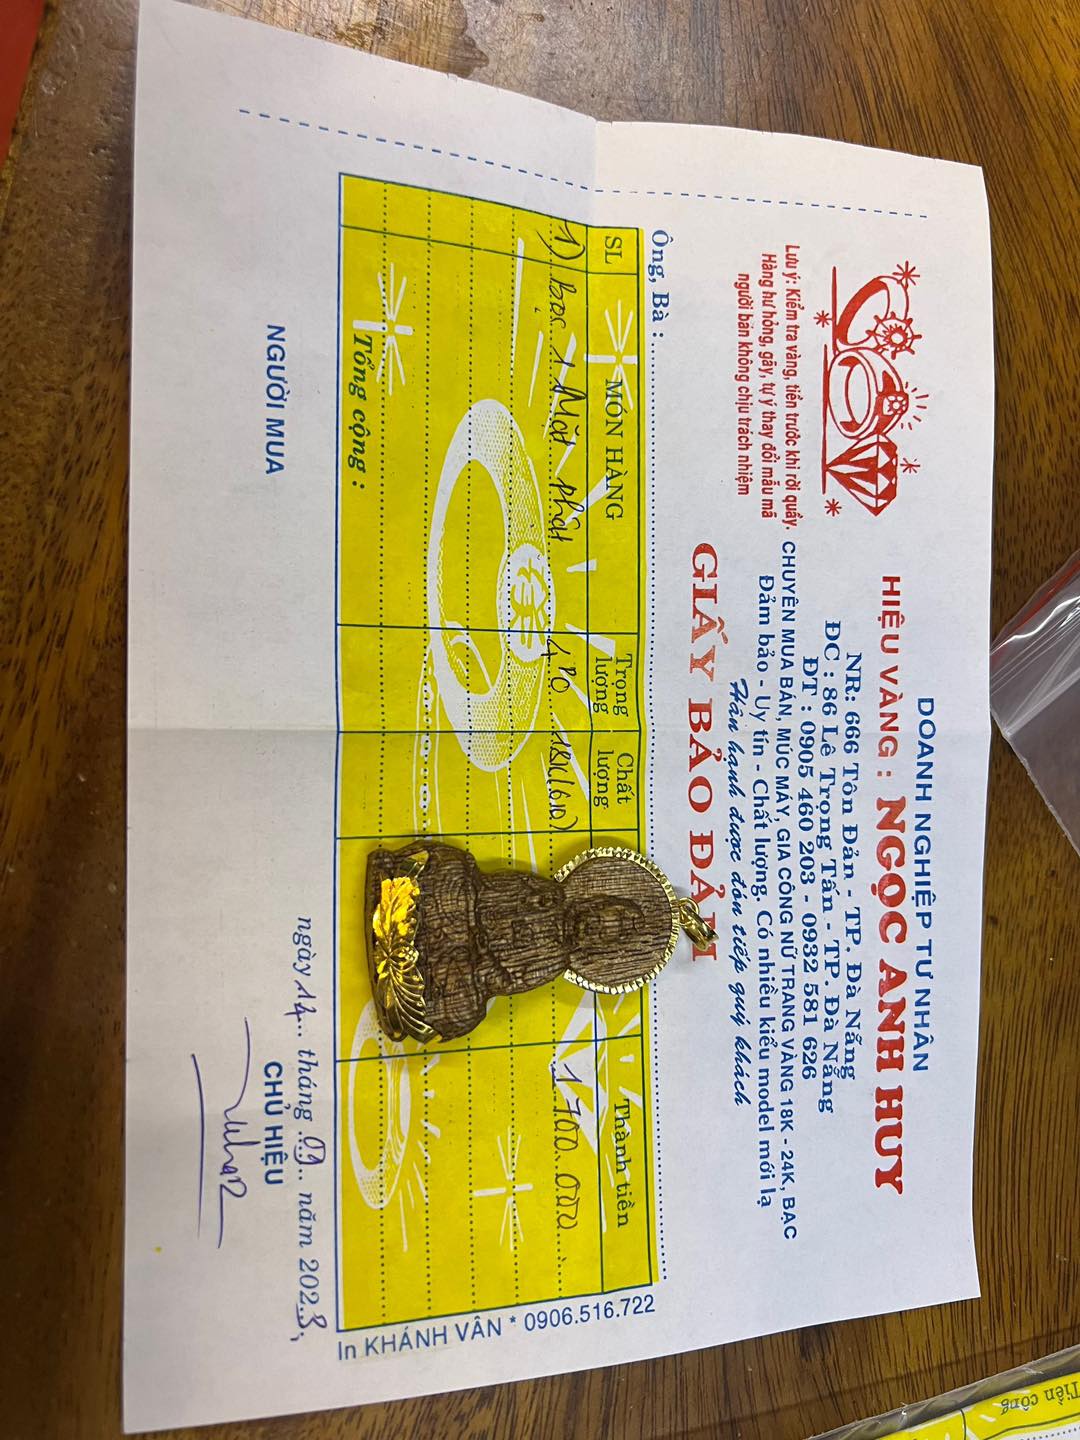 DOANH NGHIỆP TƯ NHÂN
HIỆU VÀNG : NGỌC ANH HUY
NR: 666 Tôn Đản - TP. Đà Nẵng
ĐC : 86 Lê Trọng Tấn - TP. Đà Nẵng
ĐT : 0905 460 203 - 0932 581 626
CHUYÊN MUA BÁN, MÚC MÁY, GIA CÔNG NỮ TRANG VÀNG 18K - 24K, BẠC
Đảm bảo - Uy tín - Chất lượng. Có nhiều kiểu model mới lạ
Hân hạnh được đón tiếp quý khách
Lưu ý: Kiểm tra vàng, tiền trước khi rời quầy.
Hàng hư hỏng, gãy, tự ý thay đổi mẫu mã
người bán không chịu trách nhiệm
GIẤY BẢO ĐẢM
Ông, Bà :
SL MÓN HÀNG Trọng lượng Chất lượng Thành tiền
1) Bọc 1 Mặt phật 4P0 18K(610) 1700.000
Tổng cộng :
In KHÁNH VÂN * 0906.516.722
ngày 14 tháng 09 năm 2023
NGƯỜI MUA CHỦ HIỆU
Tiền công